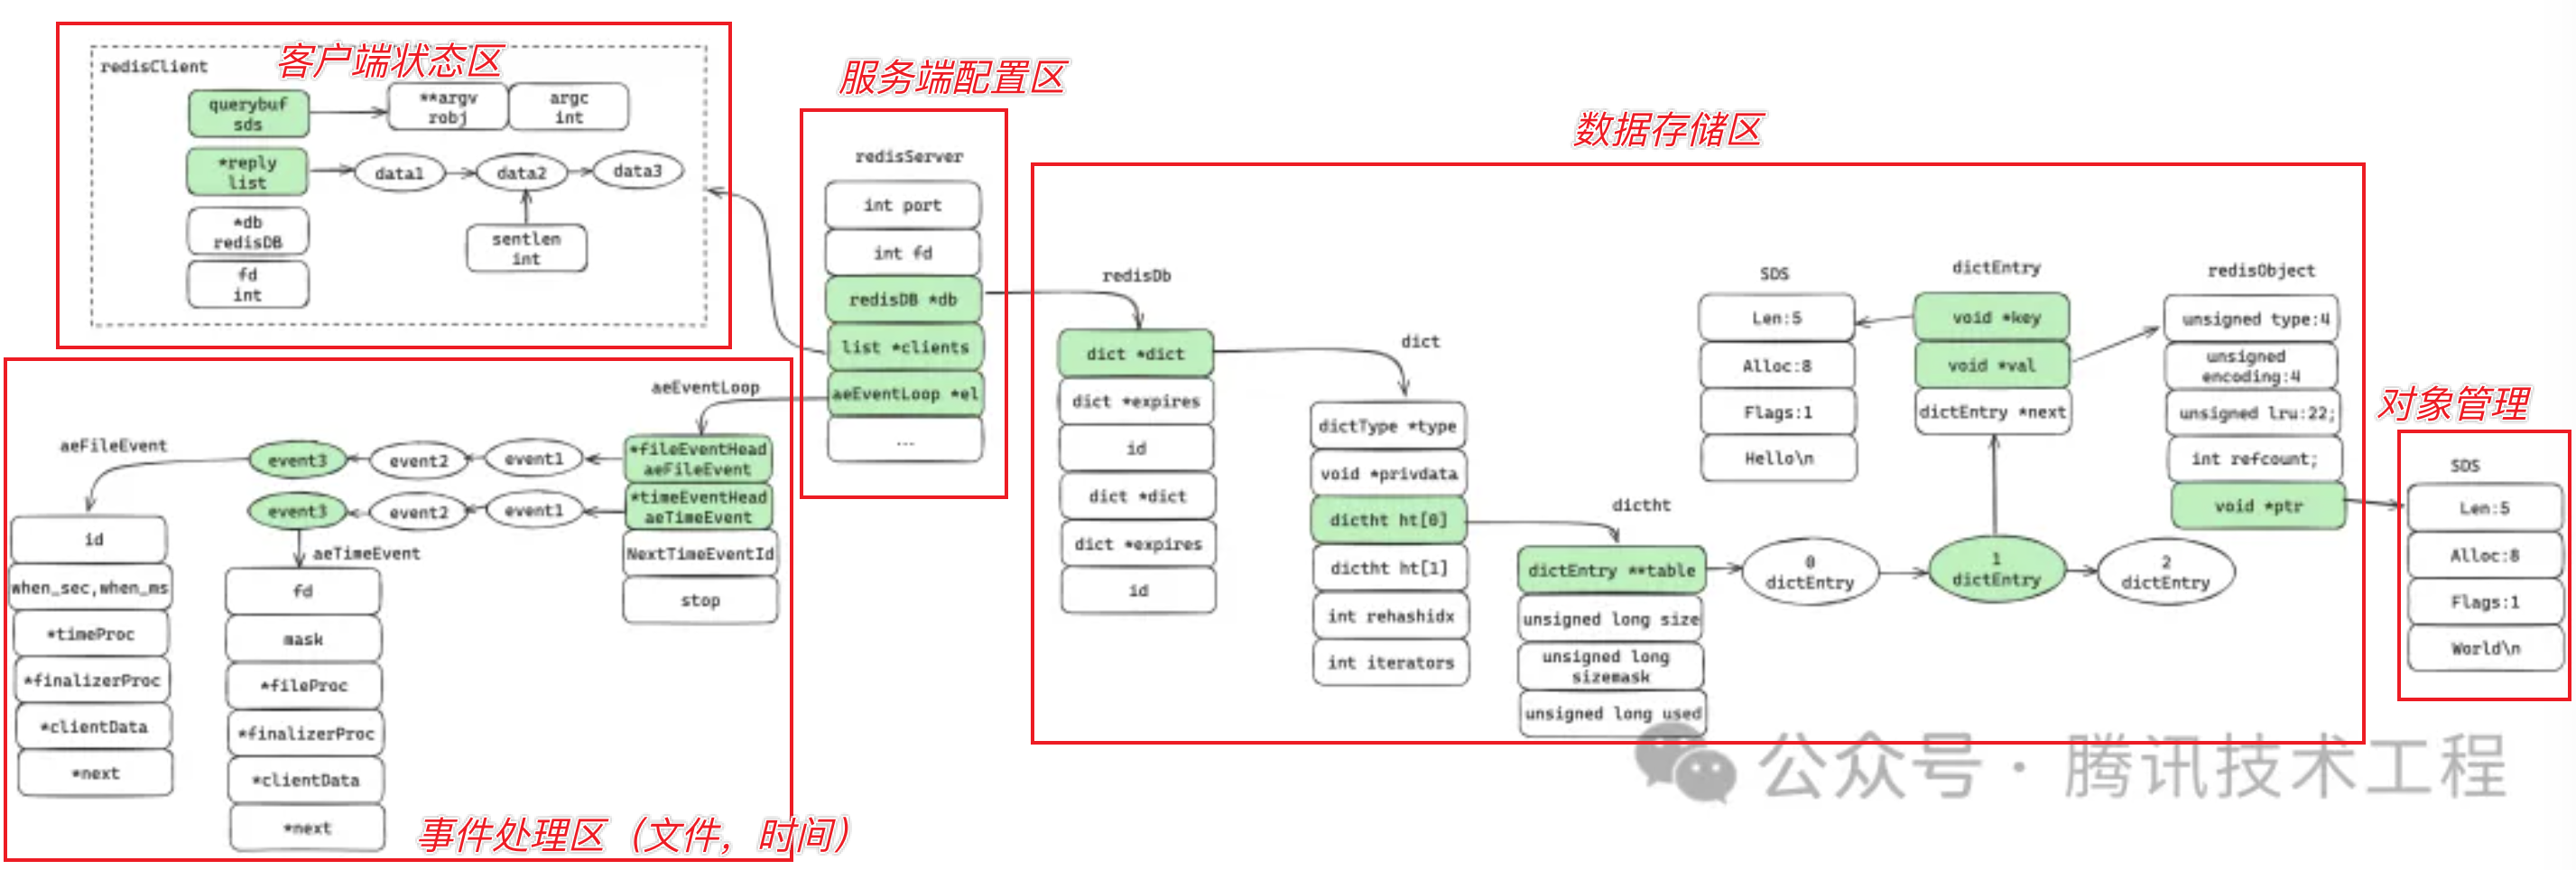 客户端状态区
redisClient
querybuf
sds
**argv
robj
argc
int
*reply
list
data1
data2
data3
*db
redisDB
sentlen
int
fd
int
服务端配置区
redisServer
int port
int fd
redisDB *db
list *clients
aeEventLoop *el
...
aeEventLoop
*fileEventHead
aeFileEvent
*timeEventHead
aeTimeEvent
NextTimeEventId
stop
aeFileEvent
event3
event2
event1
event3
event2
event1
id
when_sec,when_ms
*timeProc
*finalizerProc
*clientData
*next
aeTimeEvent
fd
mask
*fileProc
*finalizerProc
*clientData
*next
事件处理区（文件，时间）
数据存储区
redisDb
dict *dict
dict *expires
id
dict *dict
dict *expires
id
dict
dictType *type
void *privdata
dictht ht[0]
dictht ht[1]
int rehashidx
int iterators
dictht
dictEntry **table
unsigned long size
unsigned long
sizemask
unsigned long used
0
dictEntry
1
dictEntry
2
dictEntry
SDS
Len:5
Alloc:8
Flags:1
Hello\n
dictEntry
void *key
void *val
dictEntry *next
redisObject
unsigned type:4
unsigned
encoding:4
unsigned lru:22;
int refcount;
void *ptr
对象管理
SDS
Len:5
Alloc:8
Flags:1
World\n
公众号 · 腾讯技术工程